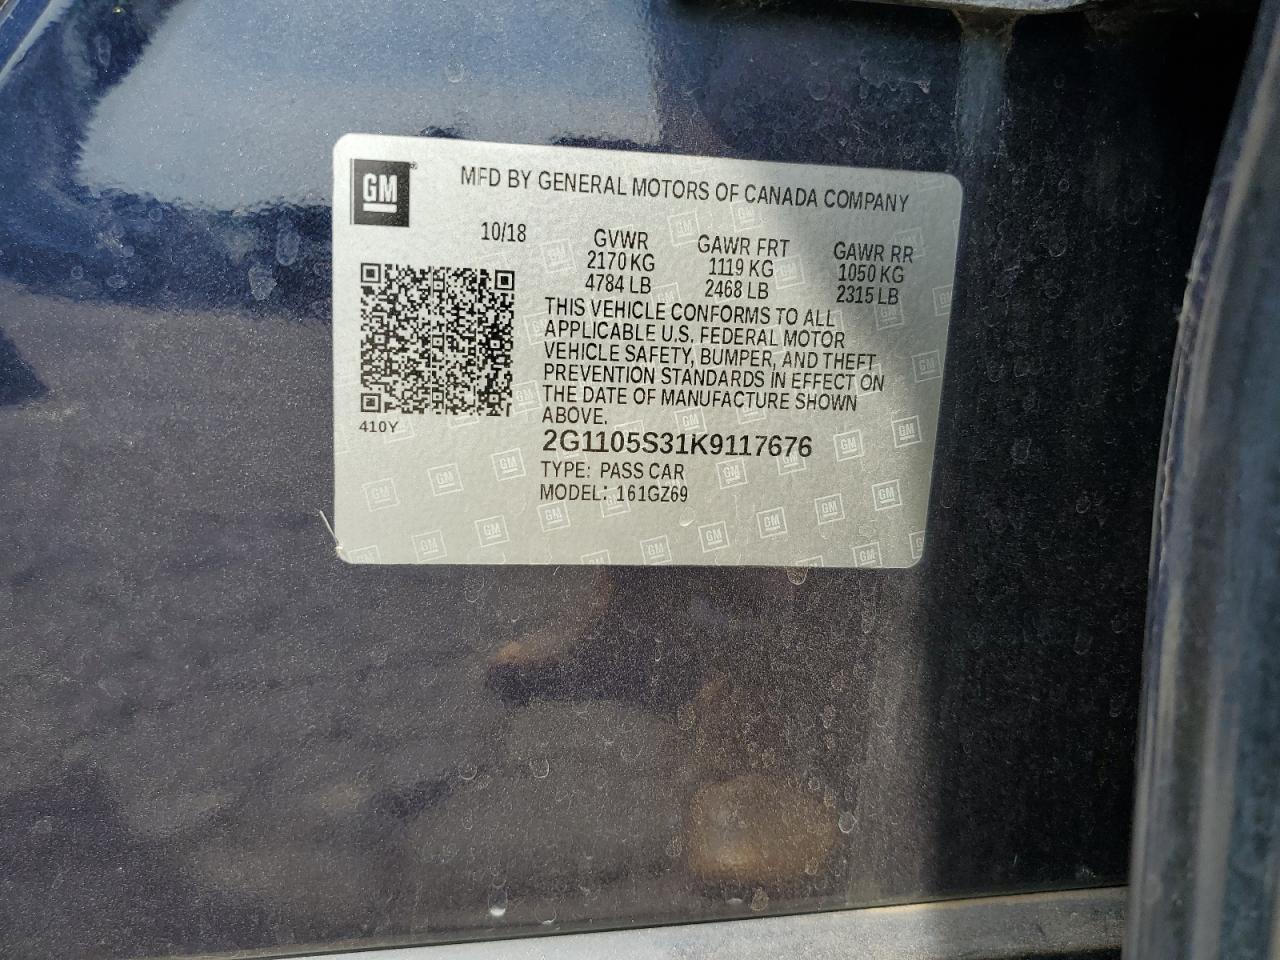 GM
MFD BY GENERAL MOTORS OF CANADA COMPANY
10/18
GVWR
2170 KG
4784 LB
GAWR FRT
1119 KG
2468 LB
GAWR RR
1050 KG
2315 LB
THIS VEHICLE CONFORMS TO ALL
APPLICABLE U.S. FEDERAL MOTOR
VEHICLE SAFETY, BUMPER, AND THEFT
PREVENTION STANDARDS IN EFFECT ON
THE DATE OF MANUFACTURE SHOWN
ABOVE.
410Y
2G1105S31K9117676
TYPE: PASS CAR
MODEL: 161GZ69